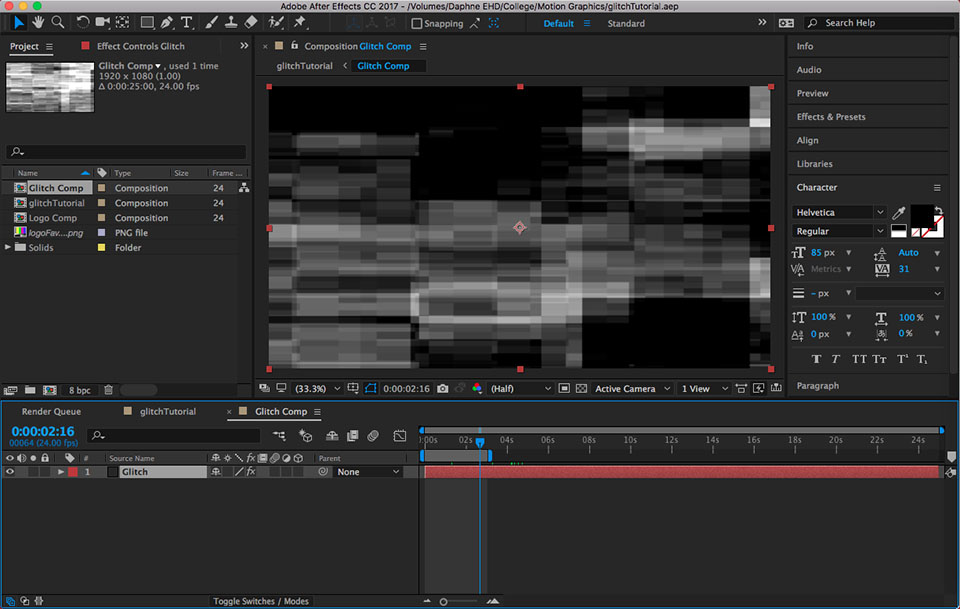 Adobe After Effects CC 2017 - /Volumes/Daphne EHD/College/Motion Graphics/glitchTutorial.aep
Snapping
Default
Standard
Search Help
Project
Effect Controls Glitch
Composition Glitch Comp
glitchTutorial
Glitch Comp
Glitch Comp , used 1 time
1920 x 1080 (1.00)
Δ 0:00:25:00, 24.00 fps
Name Type Size Frame ...
Glitch Comp Composition 24
glitchTutorial Composition 24
Logo Comp Composition 24
logoFav....png PNG file
Solids Folder
8 bpc
(33.3%)
0:00:02:16
(Half)
Active Camera
1 View
Info
Audio
Preview
Effects & Presets
Align
Libraries
Character
Helvetica
Regular
85 px
Auto
Metrics
31
- px
100 %
100 %
0 px
0 %
Paragraph
Render Queue
glitchTutorial
Glitch Comp
0:00:02:16
00064 (24.00 fps)
# Source Name Parent
1 Glitch None
:00s 02s 04s 06s 08s 10s 12s 14s 16s 18s 20s 22s 24s
Toggle Switches / Modes